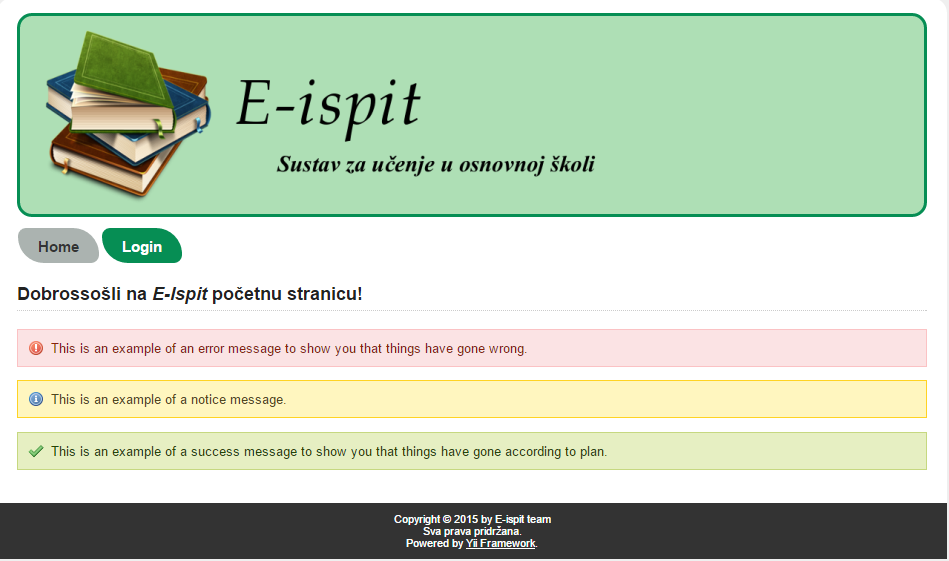 E-ispit
Sustav za učenje u osnovnoj školi
Home Login
Dobrossošli na E-Ispit početnu stranicu!
This is an example of an error message to show you that things have gone wrong.
This is an example of a notice message.
This is an example of a success message to show you that things have gone according to plan.
Copyright © 2015 by E-ispit team
Sva prava pridržana.
Powered by Yii Framework.